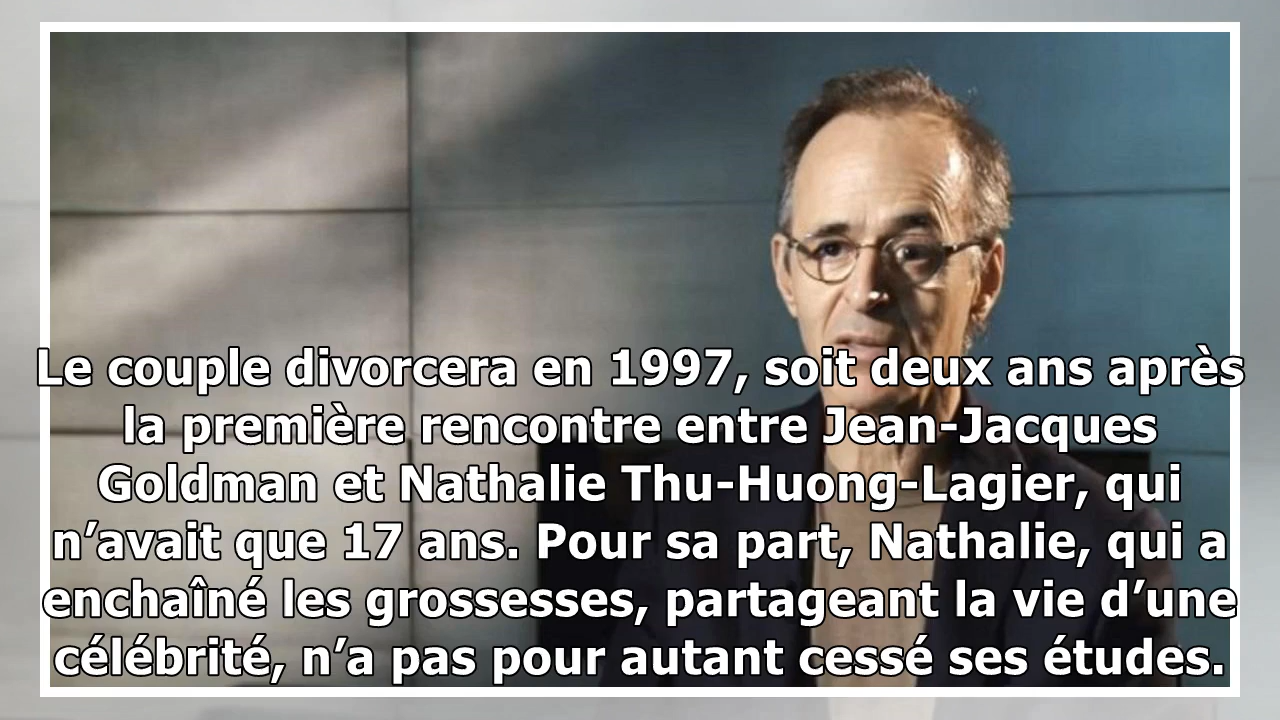 Le couple divorcera en 1997, soit deux ans après
la première rencontre entre Jean-Jacques
Goldman et Nathalie Thu-Huong-Lagier, qui
n’avait que 17 ans. Pour sa part, Nathalie, qui a
enchaîné les grossesses, partageant la vie d’une
célébrité, n’a pas pour autant cessé ses études.